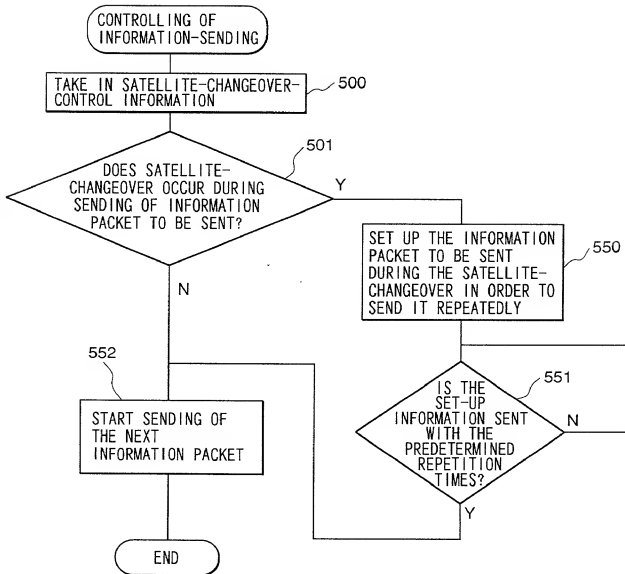 CONTROLLING OF
INFORMATION-SENDING
TAKE IN SATELLITE-CHANGEOVER-
CONTROL INFORMATION
500
501
DOES SATELLITE-
CHANGEOVER OCCUR DURING
SENDING OF INFORMATION
PACKET TO BE SENT?
Y
N
SET UP THE INFORMATION
PACKET TO BE SENT
DURING THE SATELLITE-
CHANGEOVER IN ORDER TO
SEND IT REPEATEDLY
550
551
IS THE
SET-UP
INFORMATION SENT
WITH THE
PREDETERMINED
REPETITION
TIMES?
N
Y
552
START SENDING OF
THE NEXT
INFORMATION PACKET
END